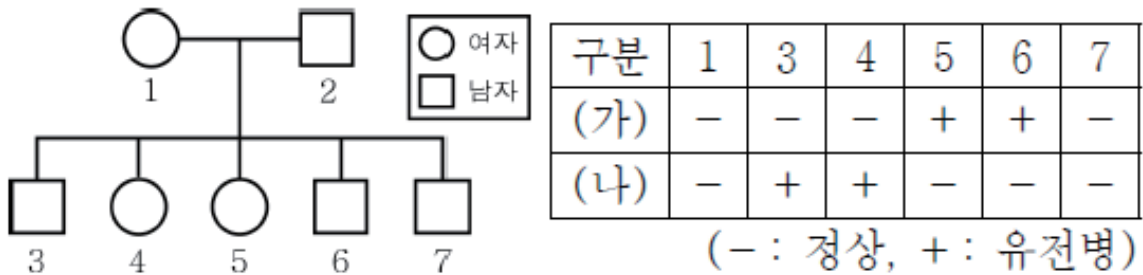 1 2
여자
남자
3 4 5 6 7
구분 1 3 4 5 6 7
(가) - - - + + -
(나) - + + - - -
(- : 정상, + : 유전병)